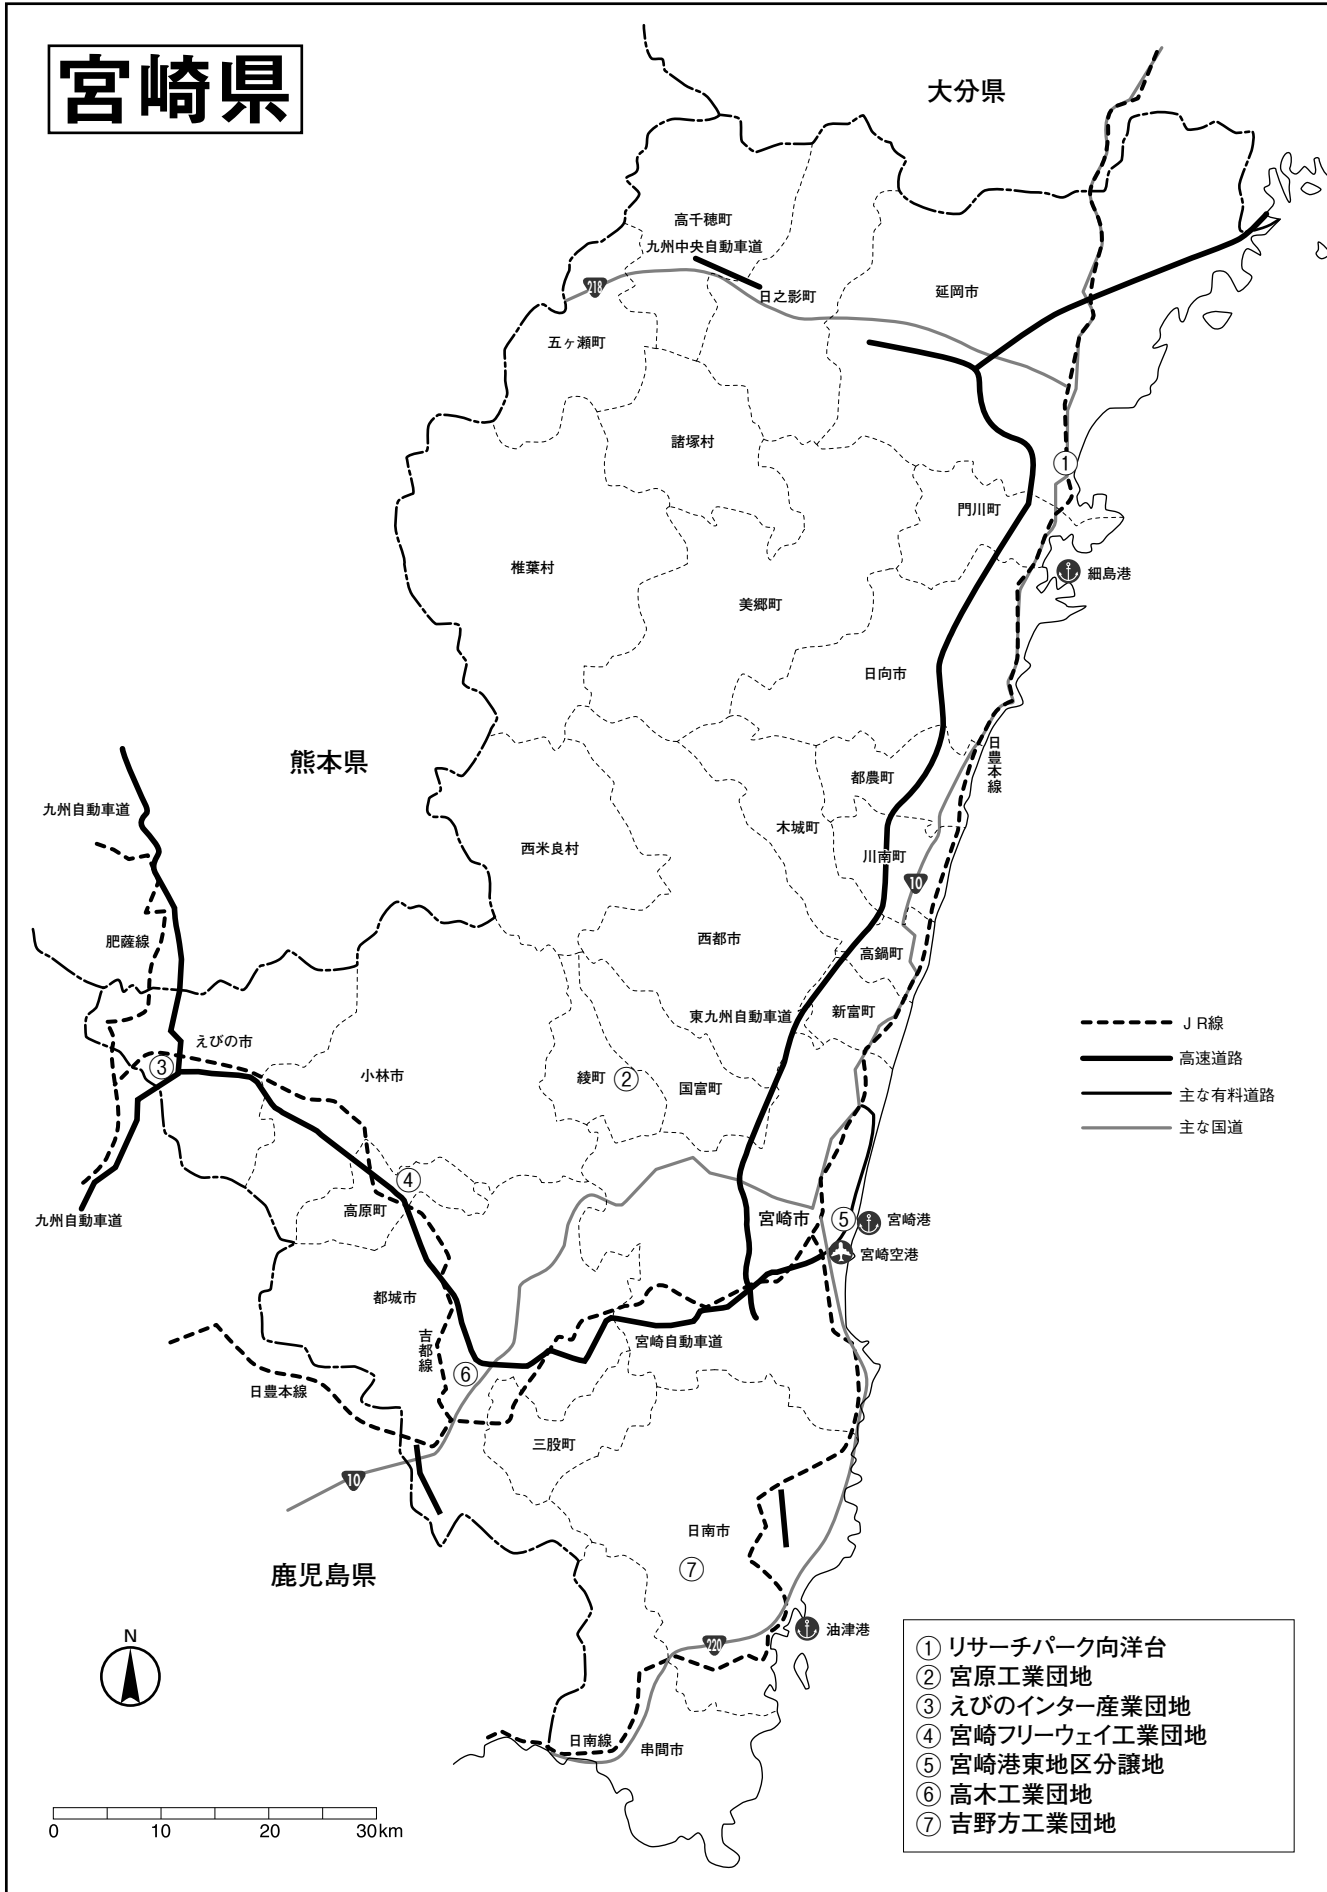 宮崎県
大分県
高千穂町
九州中央自動車道
218
日之影町
延岡市
五ヶ瀬町
諸塚村
①
門川町
椎葉村
細島港
美郷町
日向市
熊本県
日豊本線
都農町
九州自動車道
木城町
西米良村
川南町
10
肥薩線
西都市
高鍋町
東九州自動車道
新富町
JR線
えびの市
高速道路
③
小林市
綾町
②
国富町
主な有料道路
主な国道
④
高原町
九州自動車道
宮崎市
⑤
宮崎港
宮崎空港
都城市
吉都線
宮崎自動車道
⑥
日豊本線
三股町
10
日南市
⑦
鹿児島県
油津港
220
N
日南線
串間市
① リサーチパーク向洋台
② 宮原工業団地
③ えびのインター産業団地
④ 宮崎フリーウェイ工業団地
⑤ 宮崎港東地区分譲地
⑥ 高木工業団地
⑦ 吉野方工業団地
0 10 20 30km